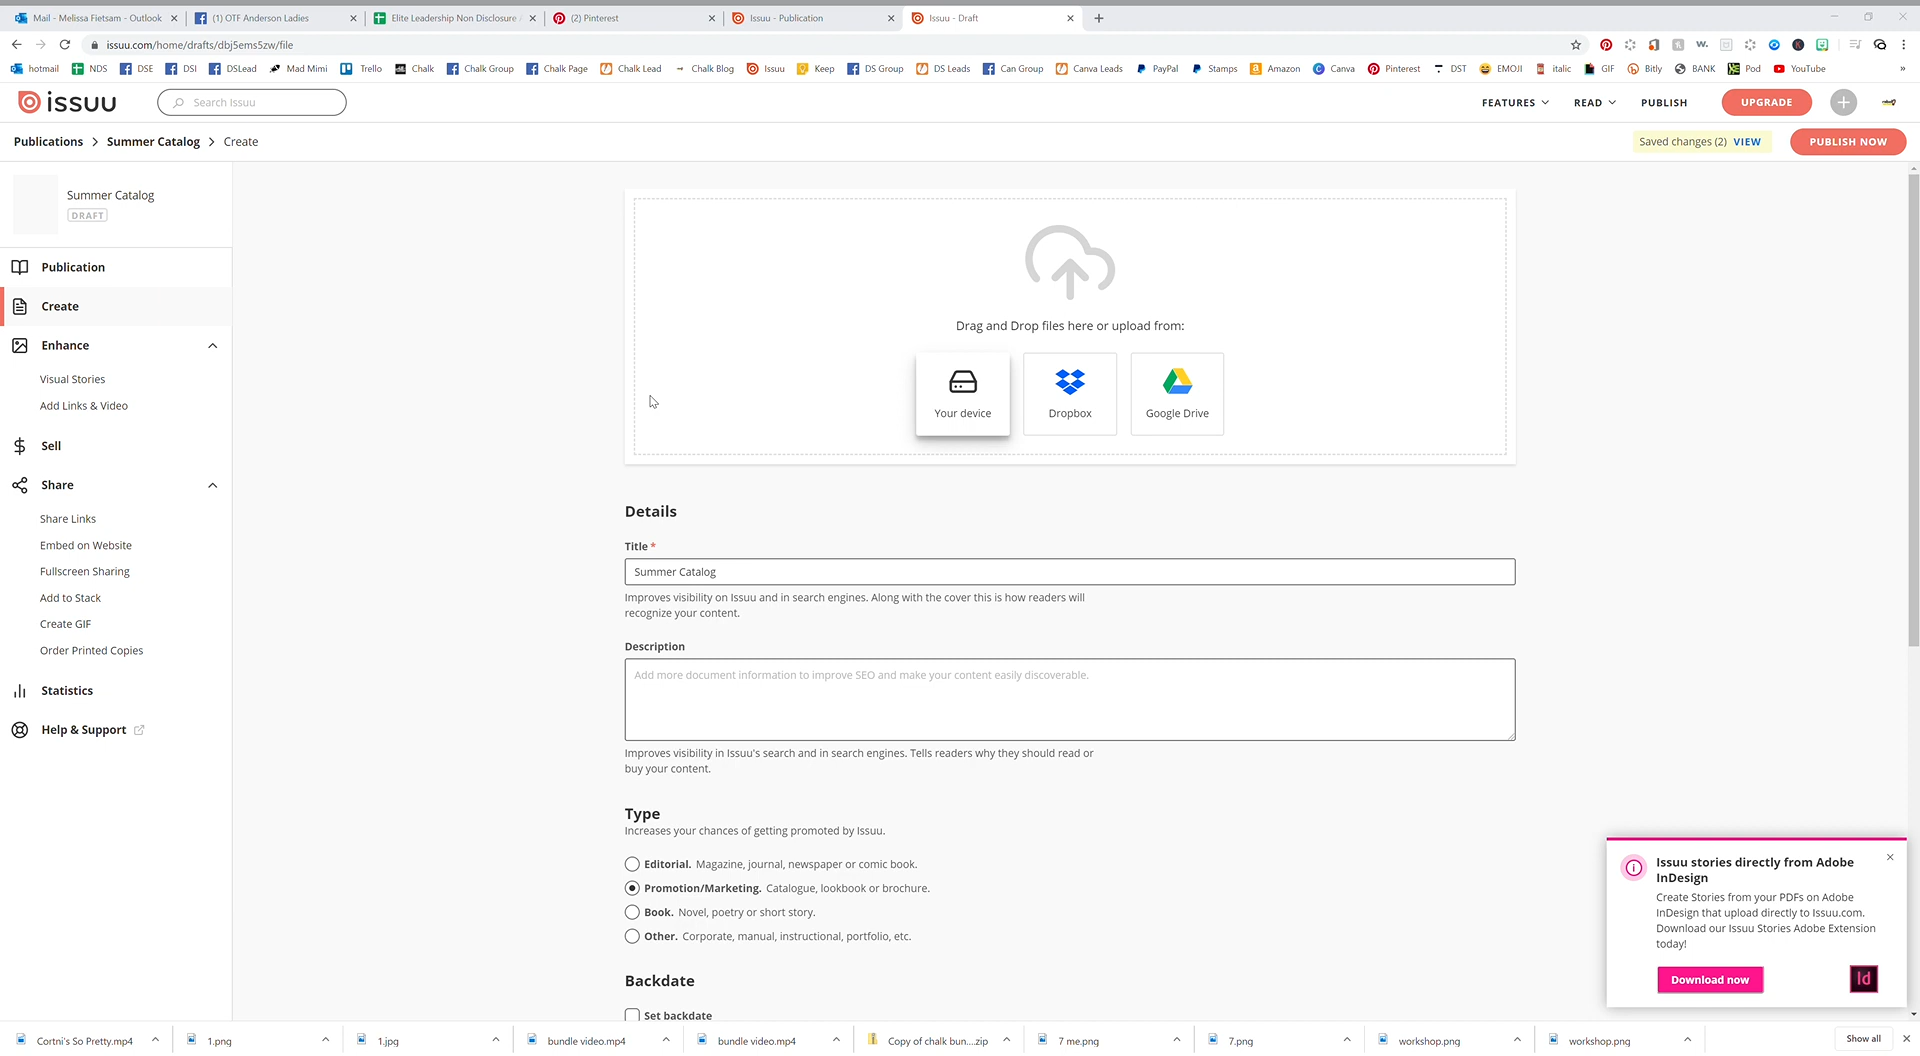 Mail - Melissa Fietsam - Outlook
(1) OTF Anderson Ladies
Elite Leadership Non Disclosure
(2) Pinterest
Issuu - Publication
Issuu - Draft
issuu.com/home/drafts/dbj5ems5zw/file
hotmail NDS DSE DSI DSLead Mad Mimi Trello Chalk Chalk Group Chalk Page Chalk Lead Chalk Blog Issuu Keep DS Group DS Leads Can Group Canva Leads PayPal Stamps Amazon Canva Pinterest DST EMOJI italic GIF Bitly BANK Pod YouTube
issuu
Search Issuu
FEATURES READ PUBLISH UPGRADE
Publications > Summer Catalog > Create
Saved changes (2) VIEW
PUBLISH NOW
Summer Catalog
DRAFT
Publication
Create
Enhance
Visual Stories
Add Links & Video
Sell
Share
Share Links
Embed on Website
Fullscreen Sharing
Add to Stack
Create GIF
Order Printed Copies
Statistics
Help & Support
Drag and Drop files here or upload from:
Your device Dropbox Google Drive
Details
Title *
Summer Catalog
Improves visibility on Issuu and in search engines. Along with the cover this is how readers will
recognize your content.
Description
Add more document information to improve SEO and make your content easily discoverable.
Improves visibility in Issuu's search and in search engines. Tells readers why they should read or
buy your content.
Type
Increases your chances of getting promoted by Issuu.
Editorial. Magazine, journal, newspaper or comic book.
Promotion/Marketing. Catalogue, lookbook or brochure.
Book. Novel, poetry or short story.
Other. Corporate, manual, instructional, portfolio, etc.
Backdate
Set backdate
Issuu stories directly from Adobe
InDesign
Create Stories from your PDFs on Adobe
InDesign that upload directly to Issuu.com.
Download our Issuu Stories Adobe Extension
today!
Download now
Id
Cortni's So Pretty.mp4 1.png 1.jpg bundle video.mp4 bundle video.mp4 Copy of chalk bun....zip 7 me.png 7.png workshop.png workshop.png Show all